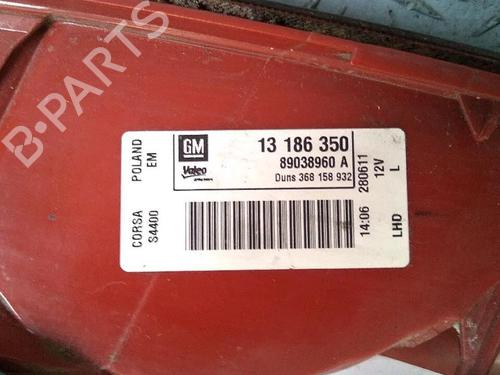 B-PARTS
GM
13 186 350
Valeo
89038960 A
Duns 368 158 932
POLAND
EM
CORSA
S4400
280611
12V
L
14:06
LHD